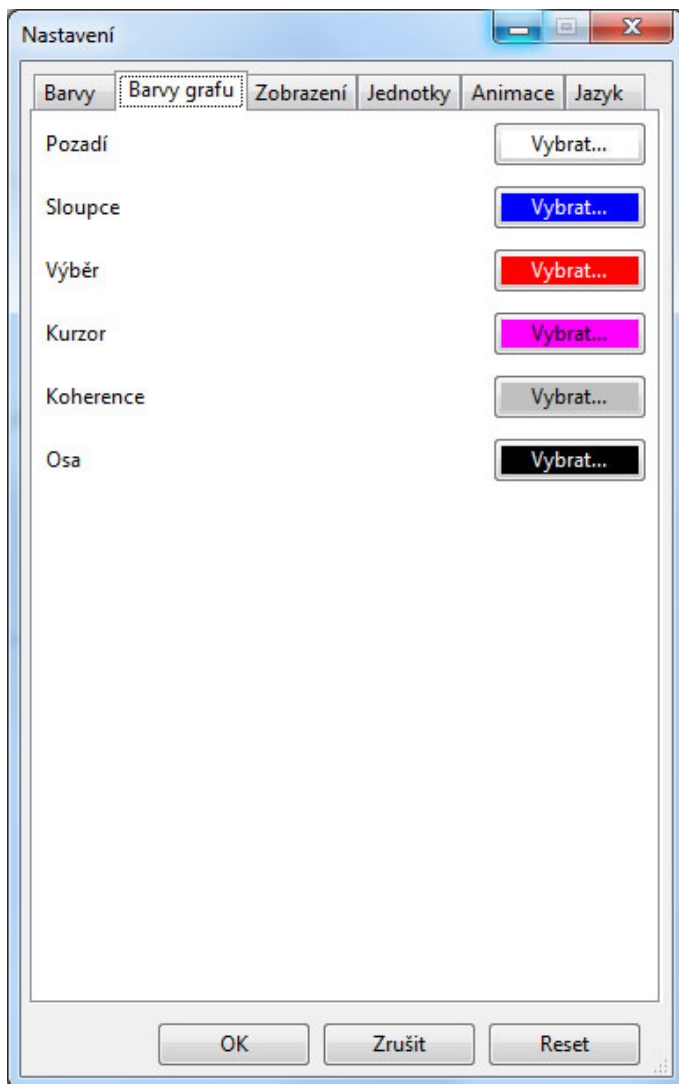 Nastavení
Barvy Barvy grafu Zobrazení Jednotky Animace Jazyk
Pozadí Vybrat...
Sloupce Vybrat...
Výběr Vybrat...
Kurzor Vybrat...
Koherence Vybrat...
Osa Vybrat...
OK Zrušit Reset